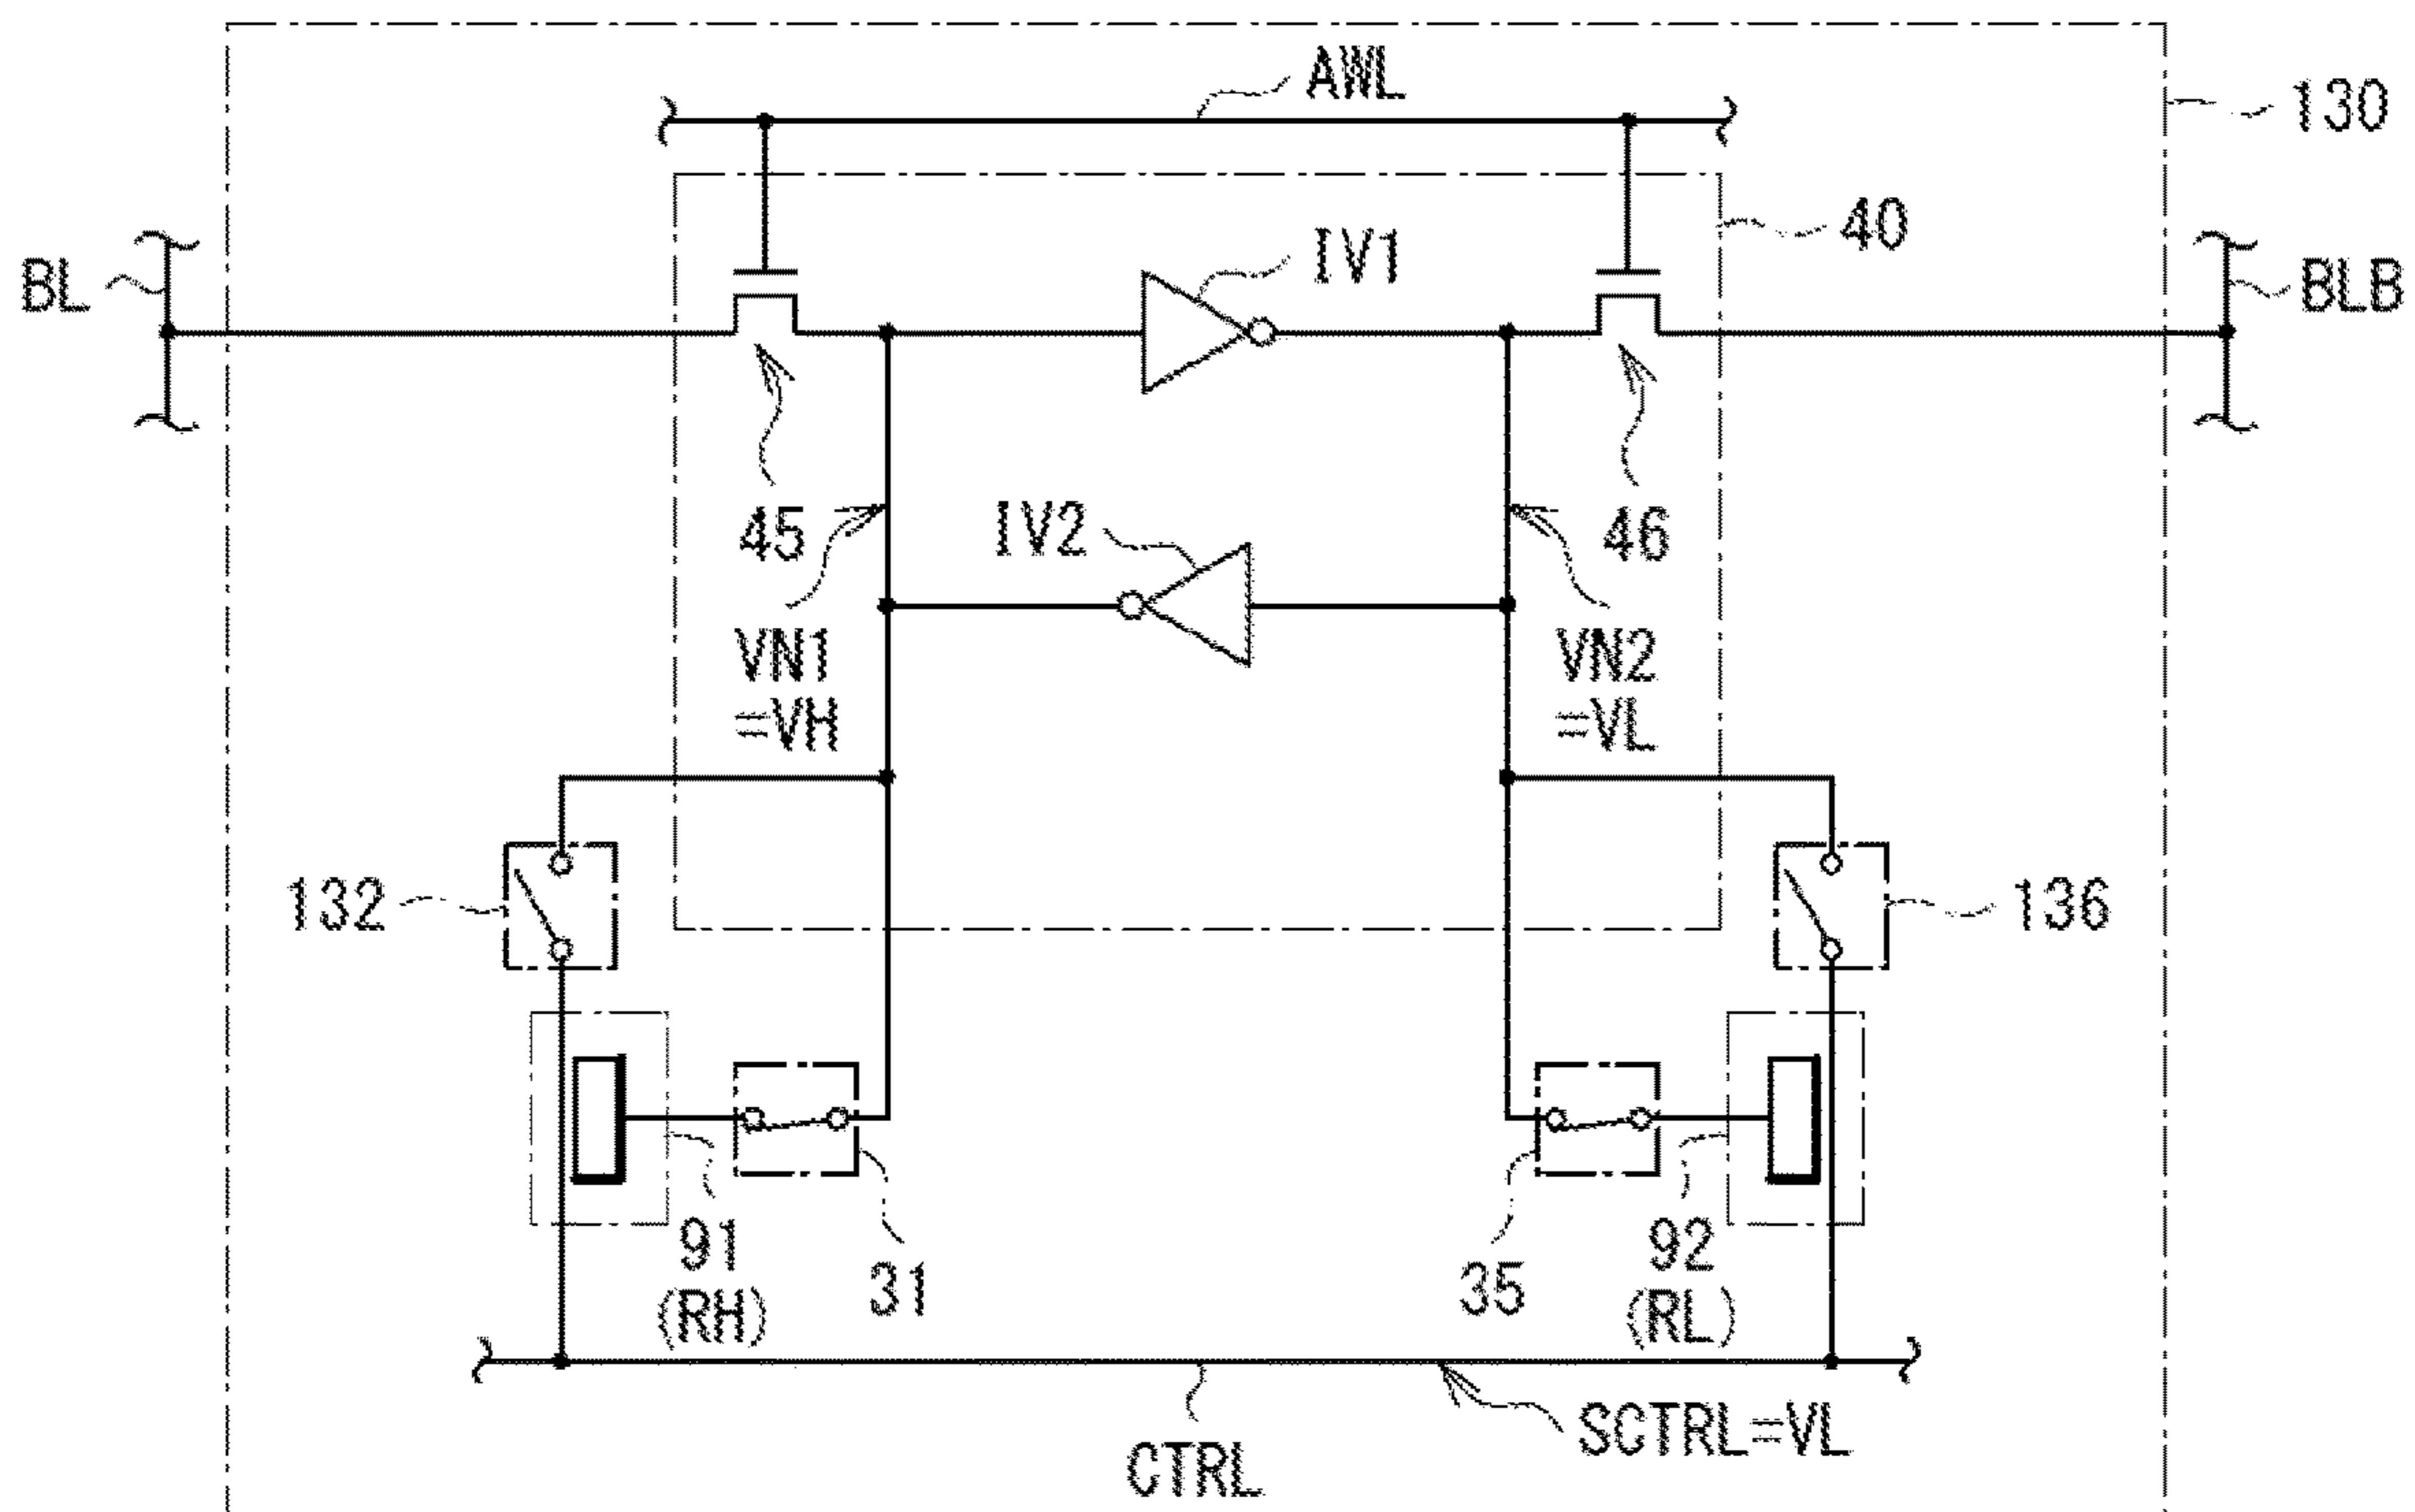 AWL
130
40
IV1
BL
BLB
45
IV2
46
VN1
=VH
VN2
=VL
132
136
91
(RH)
31
35
92
(RL)
SCTRL=VL
CTRL